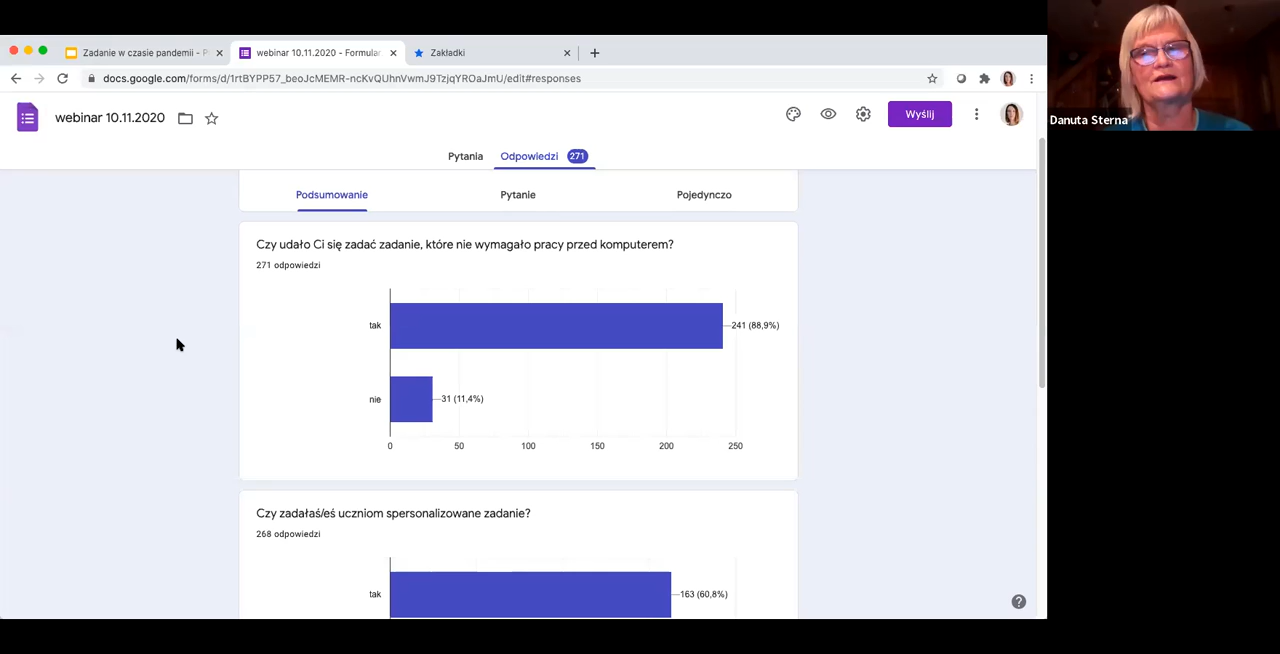 Zadanie w czasie pandemii - P
webinar 10.11.2020 - Formular
Zakładki
docs.google.com/forms/d/1rtBYPP57_beoJcMEMR-ncKvQUhnVwmJ9TzjqYROaJmU/edit#responses
webinar 10.11.2020
Wyślij
Danuta Sterna
Pytania
Odpowiedzi 271
Podsumowanie
Pytanie
Pojedynczo
Czy udało Ci się zadać zadanie, które nie wymagało pracy przed komputerem?
271 odpowiedzi
tak
241 (88,9%)
nie
31 (11,4%)
0 50 100 150 200 250
Czy zadałaś/eś uczniom spersonalizowane zadanie?
268 odpowiedzi
tak
163 (60,8%)